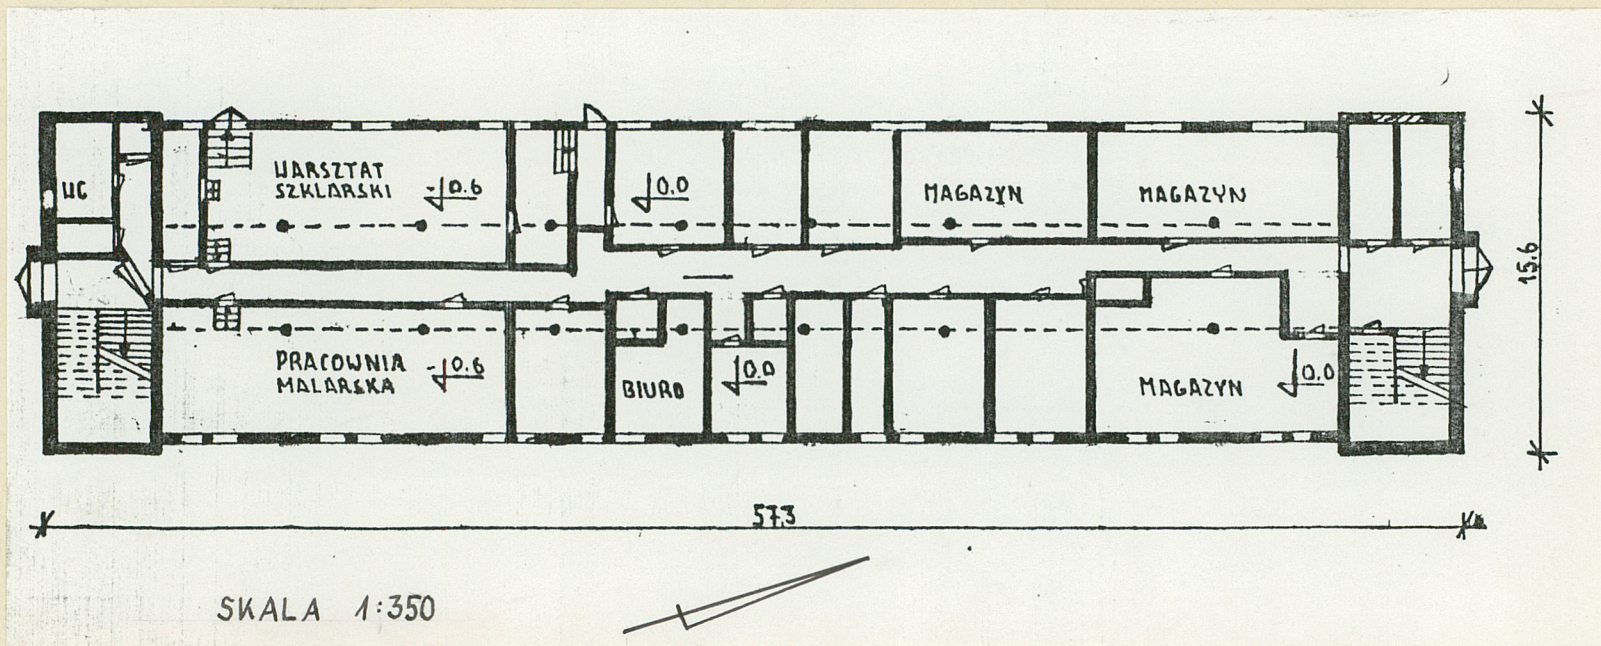 WC
WARSZTAT
SZKLARSKI
-0.6
0.0
MAGAZYN
MAGAZYN
15.6
PRACOWNIA
MALARSKA
-0.6
BIURO
0.0
MAGAZYN
0.0
57.3
SKALA 1:350